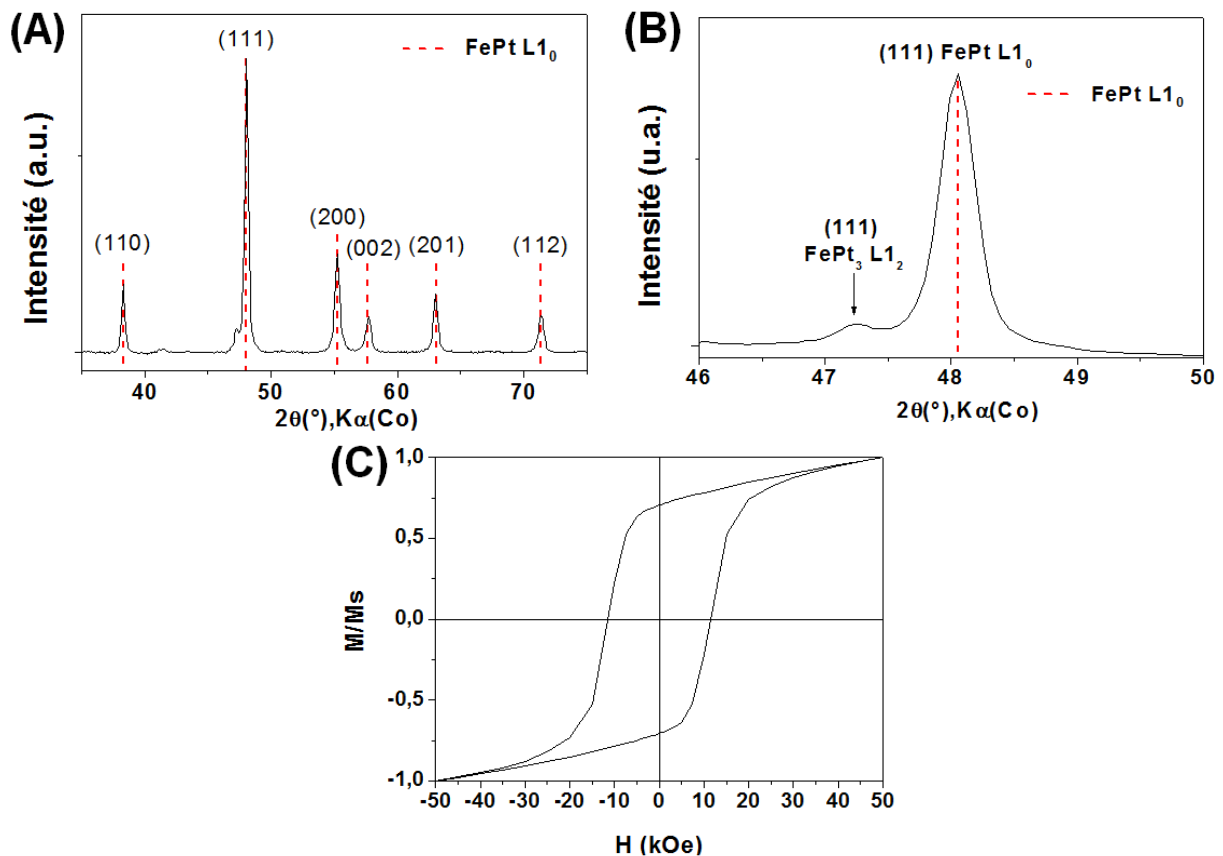 (A)
(111)
FePt L1₀
(200)
(110)
(002)
(201)
(112)
Intensité (a.u.)
40
50
60
70
2θ(°),Kα(Co)
(B)
(111) FePt L1₀
FePt L1₀
(111)
FePt₃ L1₂
Intensité (u.a.)
46
47
48
49
50
2θ(°),Kα(Co)
(C)
1,0
0,5
0,0
-0,5
-1,0
M/Ms
-50
-40
-30
-20
-10
0
10
20
30
40
50
H (kOe)